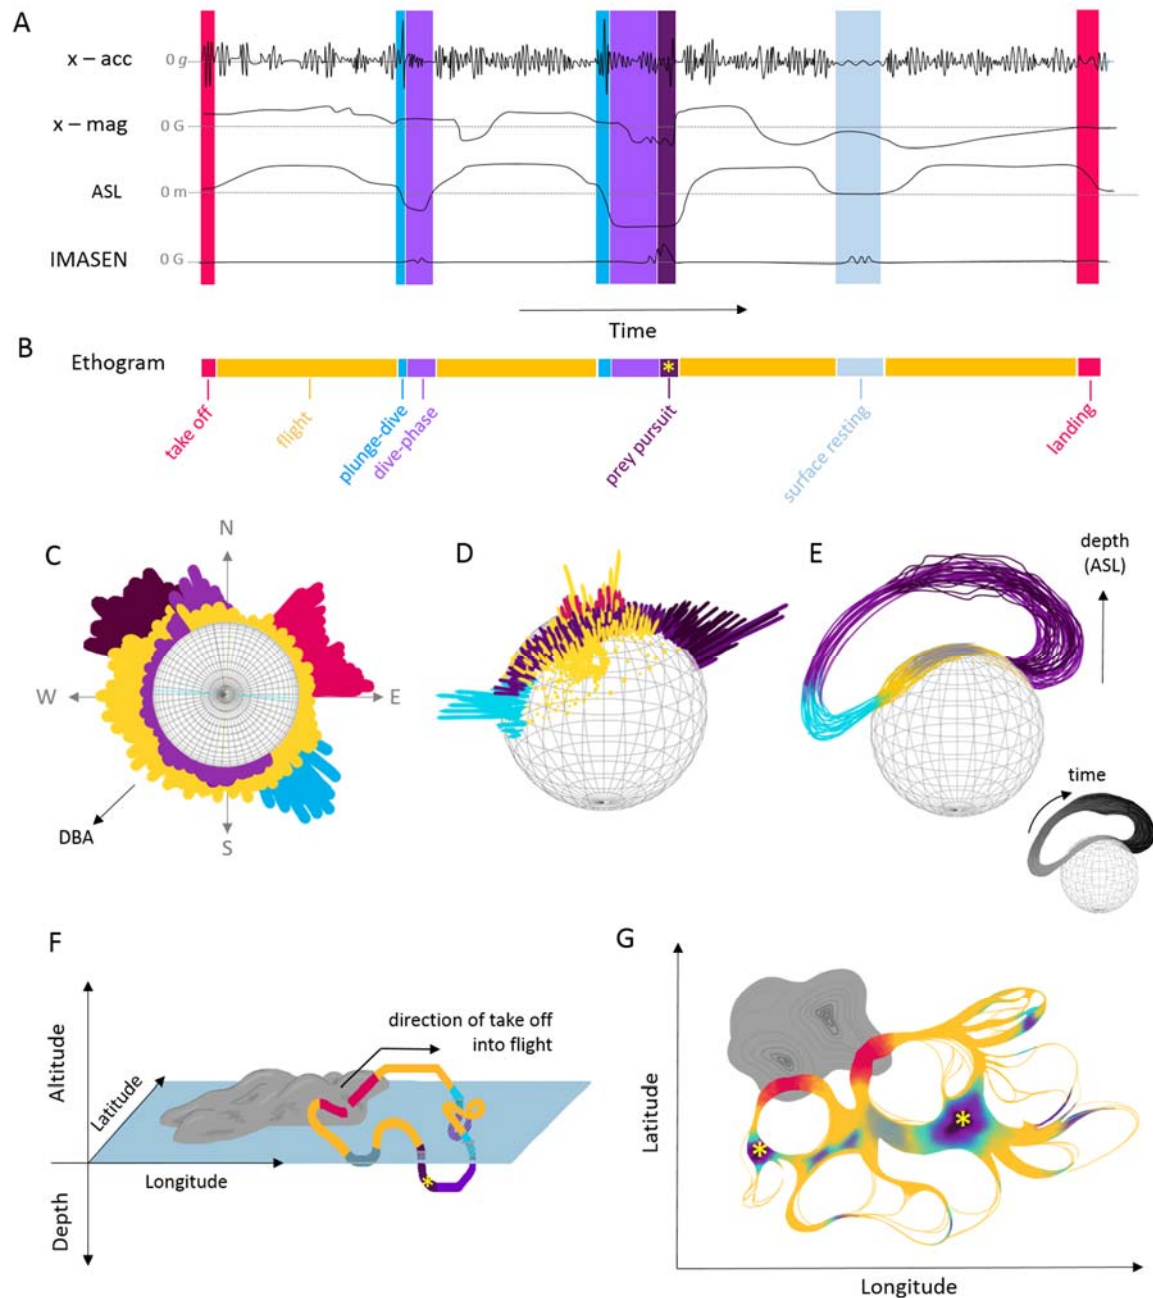 A
x – acc
0 g
x – mag
0 G
ASL
0 m
IMASEN
0 G
Time
B
Ethogram
*
take off
flight
plunge-dive
dive-phase
prey pursuit
surface resting
landing
C
N
W
E
S
DBA
D
E
depth
(ASL)
time
F
Altitude
Latitude
direction of take off
into flight
Longitude
Depth
*
G
Latitude
*
*
Longitude